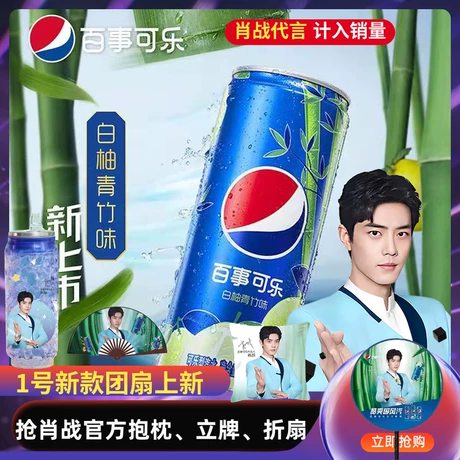 百事可乐
肖战代言 计入销量
白柚青竹味
新上市
百事可乐
白柚青竹味
1号新款团扇上新
抢肖战官方抱枕、立牌、折扇
立即抢购